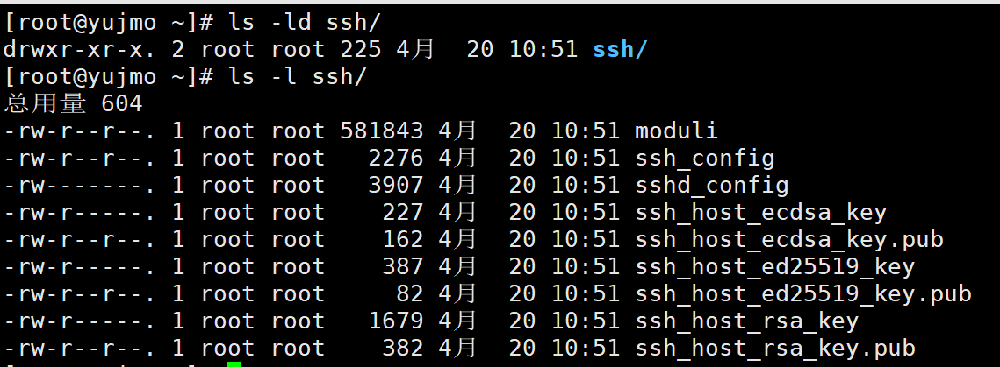 [root@yujmo ~]# ls -ld ssh/
drwxr-xr-x. 2 root root 225 4月  20 10:51 ssh/
[root@yujmo ~]# ls -l ssh/
总用量 604
-rw-r--r--. 1 root root 581843 4月  20 10:51 moduli
-rw-r--r--. 1 root root   2276 4月  20 10:51 ssh_config
-rw-------. 1 root root   3907 4月  20 10:51 sshd_config
-rw-r-----. 1 root root    227 4月  20 10:51 ssh_host_ecdsa_key
-rw-r--r--. 1 root root    162 4月  20 10:51 ssh_host_ecdsa_key.pub
-rw-r-----. 1 root root    387 4月  20 10:51 ssh_host_ed25519_key
-rw-r--r--. 1 root root     82 4月  20 10:51 ssh_host_ed25519_key.pub
-rw-r-----. 1 root root   1679 4月  20 10:51 ssh_host_rsa_key
-rw-r--r--. 1 root root    382 4月  20 10:51 ssh_host_rsa_key.pub